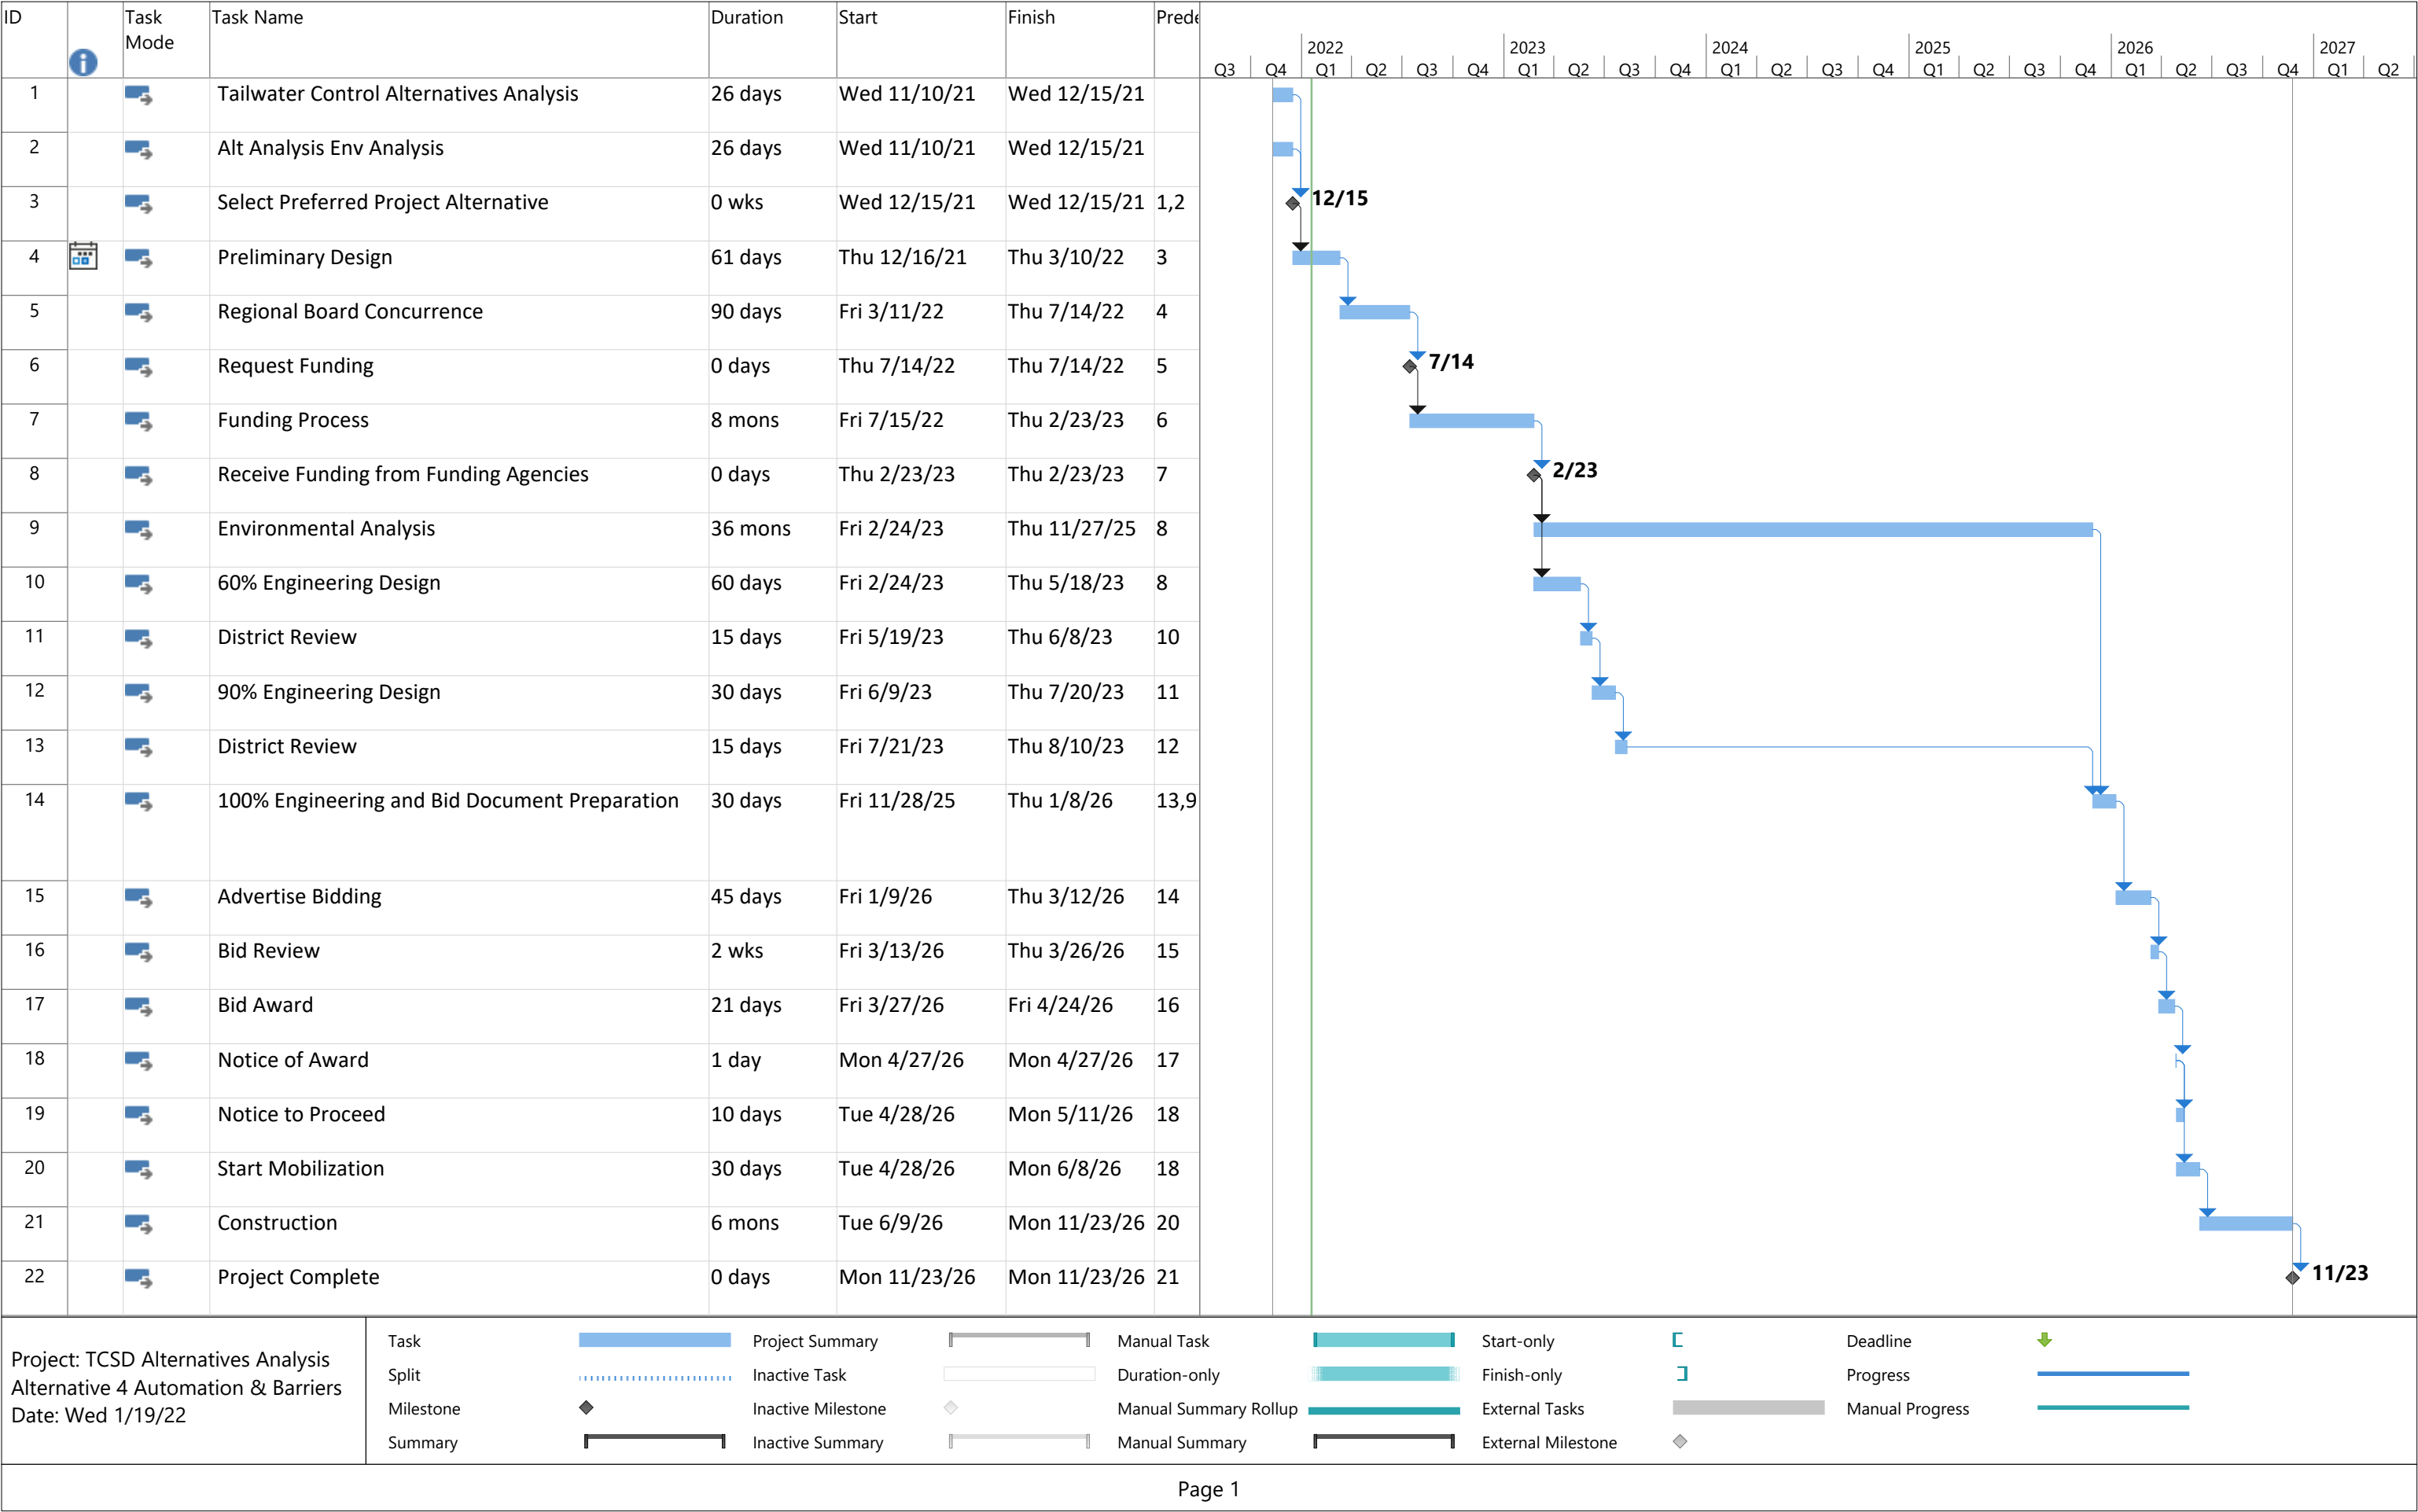 ID Task Mode Task Name Duration Start Finish Prede
2022 2023 2024 2025 2026 2027
Q3 Q4 Q1 Q2 Q3 Q4 Q1 Q2 Q3 Q4 Q1 Q2 Q3 Q4 Q1 Q2 Q3 Q4 Q1 Q2 Q3 Q4 Q1 Q2
1 Tailwater Control Alternatives Analysis 26 days Wed 11/10/21 Wed 12/15/21
2 Alt Analysis Env Analysis 26 days Wed 11/10/21 Wed 12/15/21
3 Select Preferred Project Alternative 0 wks Wed 12/15/21 Wed 12/15/21 1,2 12/15
4 Preliminary Design 61 days Thu 12/16/21 Thu 3/10/22 3
5 Regional Board Concurrence 90 days Fri 3/11/22 Thu 7/14/22 4
6 Request Funding 0 days Thu 7/14/22 Thu 7/14/22 5 7/14
7 Funding Process 8 mons Fri 7/15/22 Thu 2/23/23 6
8 Receive Funding from Funding Agencies 0 days Thu 2/23/23 Thu 2/23/23 7 2/23
9 Environmental Analysis 36 mons Fri 2/24/23 Thu 11/27/25 8
10 60% Engineering Design 60 days Fri 2/24/23 Thu 5/18/23 8
11 District Review 15 days Fri 5/19/23 Thu 6/8/23 10
12 90% Engineering Design 30 days Fri 6/9/23 Thu 7/20/23 11
13 District Review 15 days Fri 7/21/23 Thu 8/10/23 12
14 100% Engineering and Bid Document Preparation 30 days Fri 11/28/25 Thu 1/8/26 13,9
15 Advertise Bidding 45 days Fri 1/9/26 Thu 3/12/26 14
16 Bid Review 2 wks Fri 3/13/26 Thu 3/26/26 15
17 Bid Award 21 days Fri 3/27/26 Fri 4/24/26 16
18 Notice of Award 1 day Mon 4/27/26 Mon 4/27/26 17
19 Notice to Proceed 10 days Tue 4/28/26 Mon 5/11/26 18
20 Start Mobilization 30 days Tue 4/28/26 Mon 6/8/26 18
21 Construction 6 mons Tue 6/9/26 Mon 11/23/26 20
22 Project Complete 0 days Mon 11/23/26 Mon 11/23/26 21 11/23
Project: TCSD Alternatives Analysis
Alternative 4 Automation & Barriers
Date: Wed 1/19/22
Task Project Summary Manual Task Start-only Deadline
Split Inactive Task Duration-only Finish-only Progress
Milestone Inactive Milestone Manual Summary Rollup External Tasks Manual Progress
Summary Inactive Summary Manual Summary External Milestone
Page 1